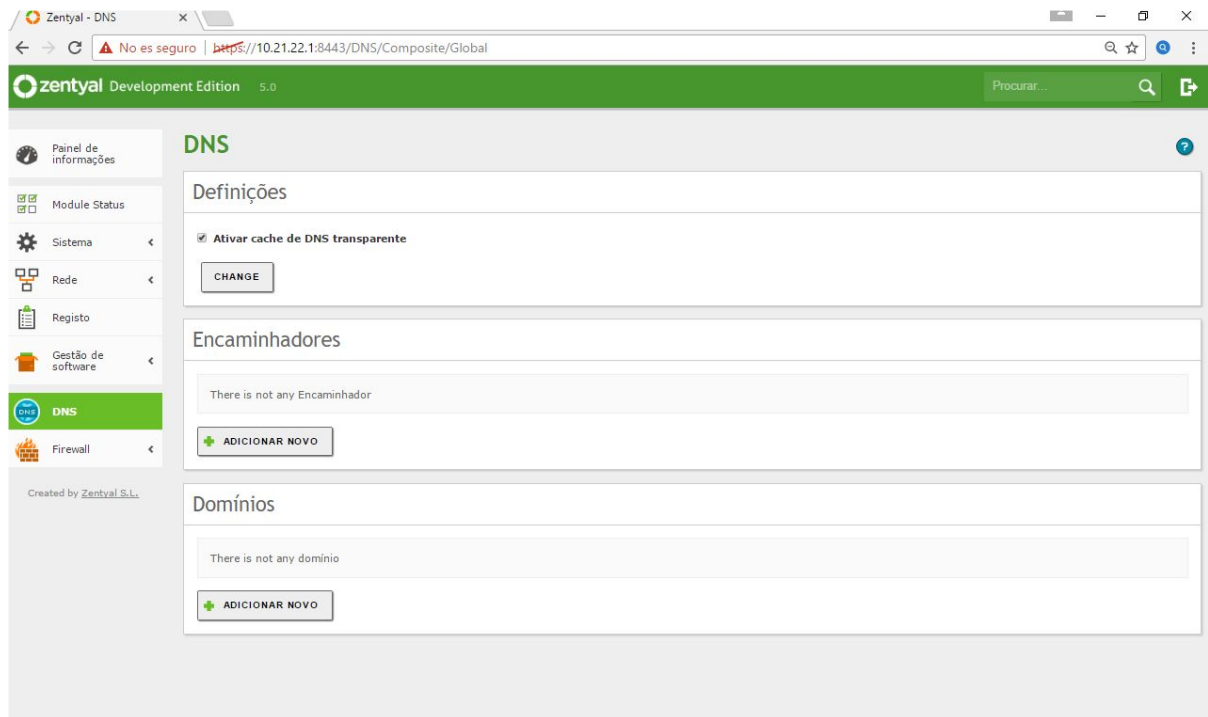 Zentyal - DNS
No es seguro | https://10.21.22.1:8443/DNS/Composite/Global
zentyal Development Edition 5.0
Procurar...
Painel de
informações
Module Status
Sistema
Rede
Registo
Gestão de
software
DNS
DNS
Firewall
Created by Zentyal S.L.
DNS
Definições
Ativar cache de DNS transparente
CHANGE
Encaminhadores
There is not any Encaminhador
ADICIONAR NOVO
Domínios
There is not any domínio
ADICIONAR NOVO